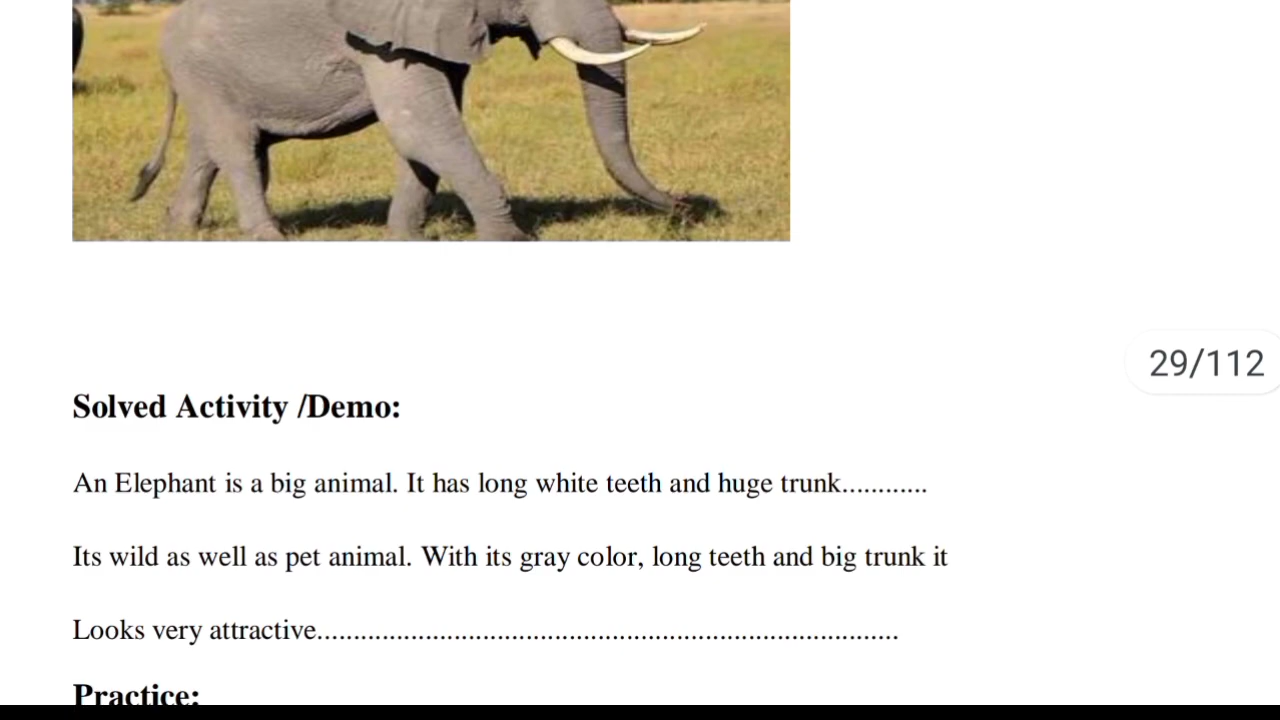 29/112
Solved Activity /Demo:
An Elephant is a big animal. It has long white teeth and huge trunk............
Its wild as well as pet animal. With its gray color, long teeth and big trunk it
Looks very attractive...............................................................................
Practice: